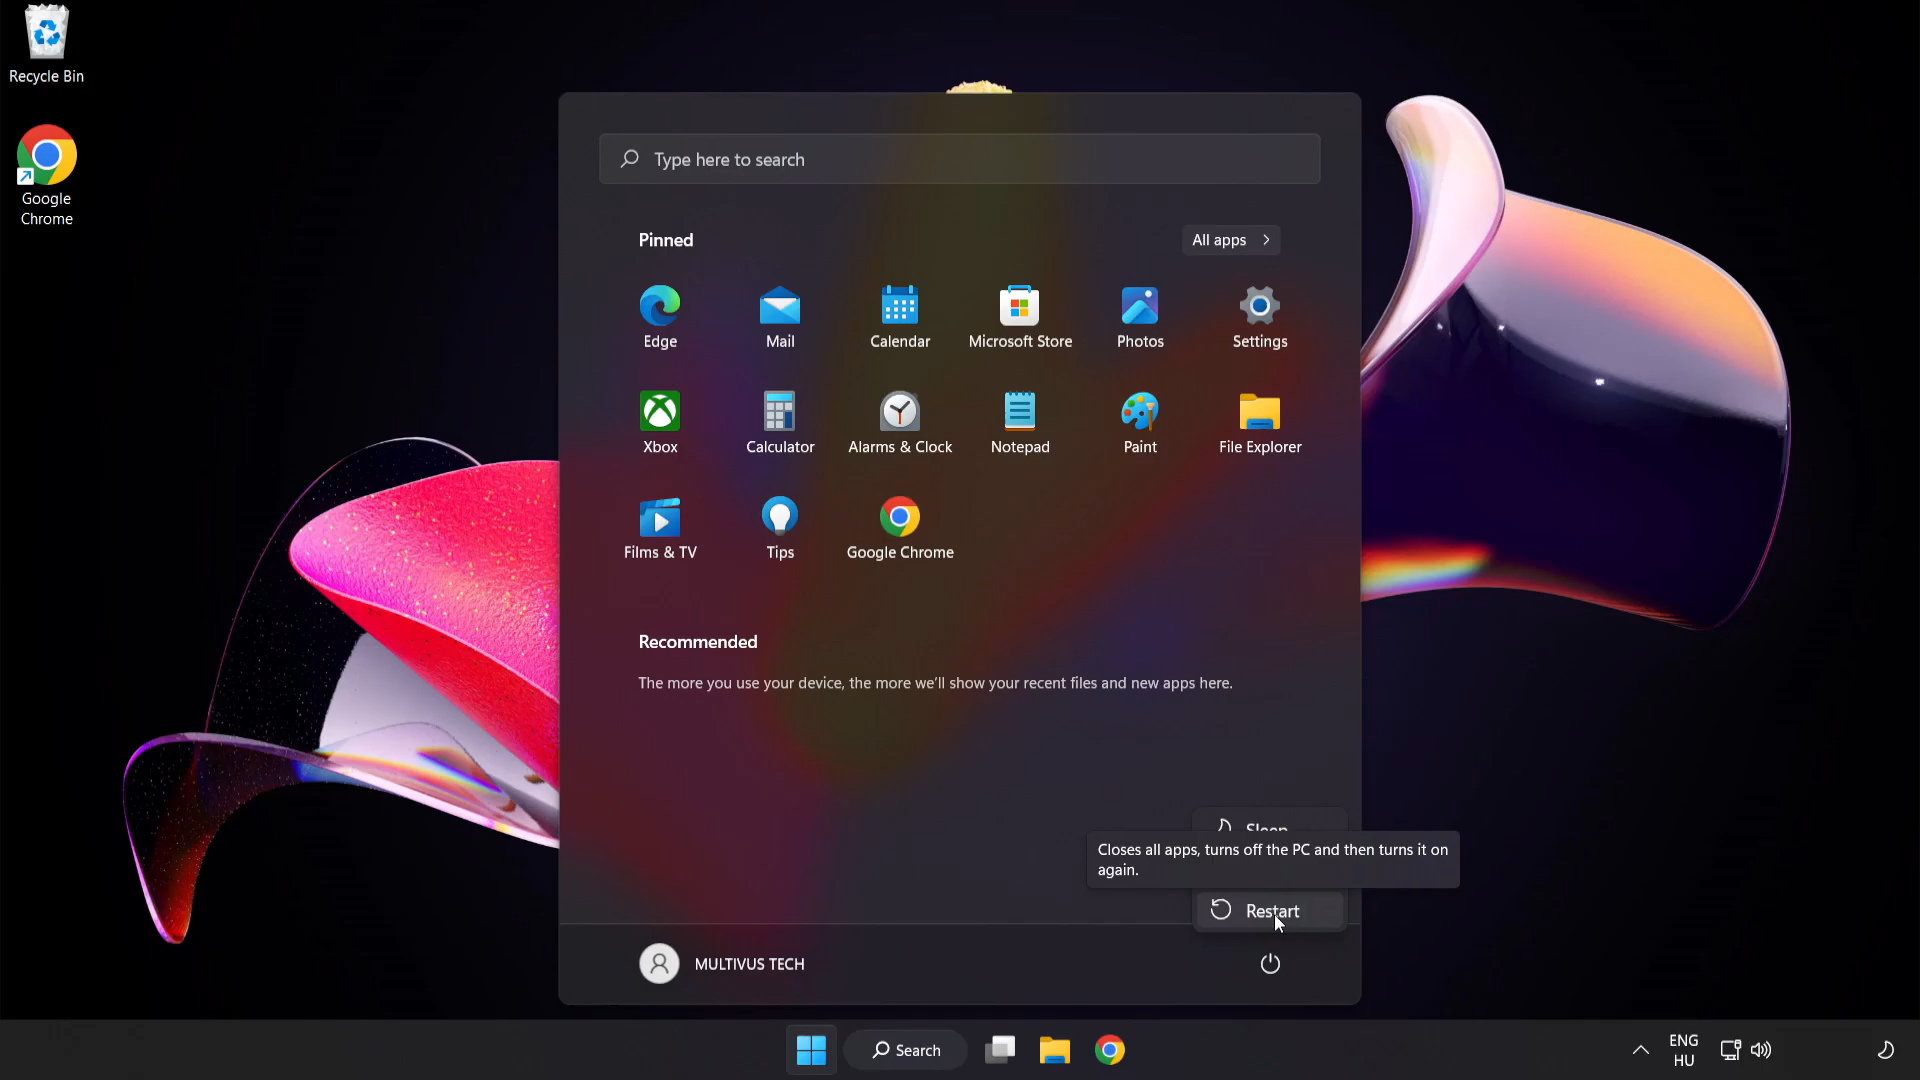 Recycle Bin
Google
Chrome
Type here to search
Pinned
All apps
Edge
Mail
Calendar
Microsoft Store
Photos
Settings
Xbox
Calculator
Alarms & Clock
Notepad
Paint
File Explorer
Films & TV
Tips
Google Chrome
Recommended
The more you use your device, the more we'll show your recent files and new apps here.
Sleep
Closes all apps, turns off the PC and then turns it on
again.
Restart
MULTIVUS TECH
Search
ENG
HU